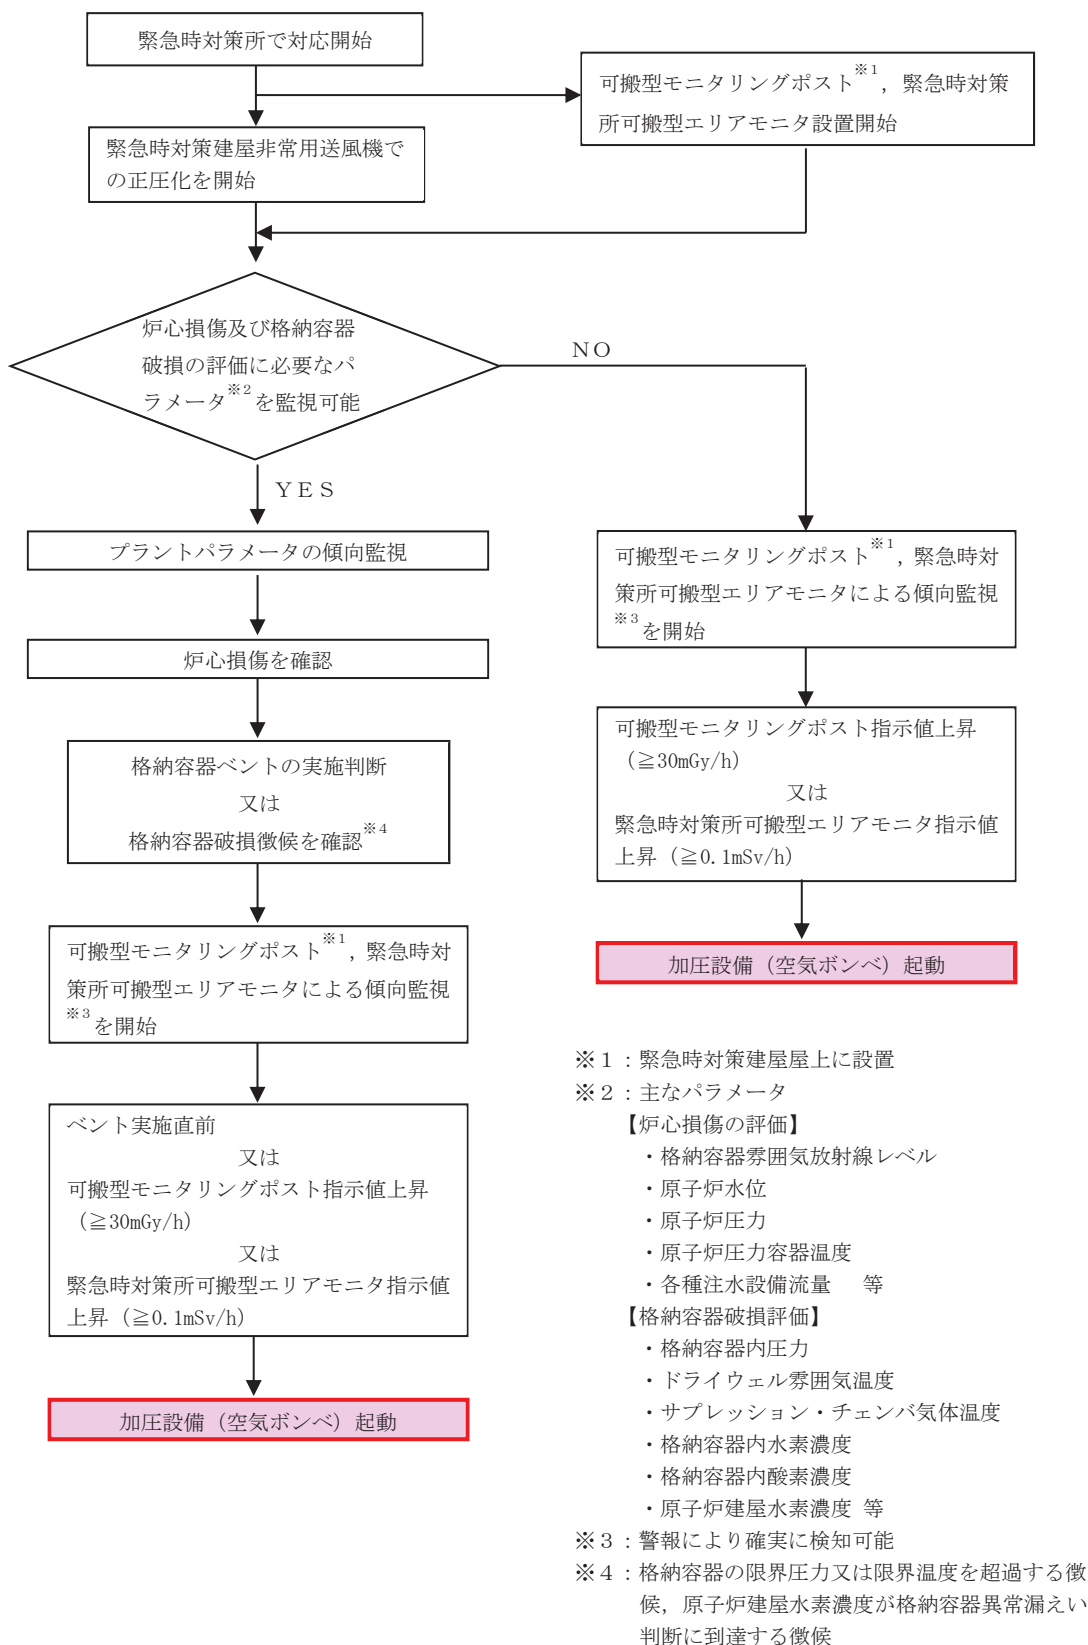 緊急時対策所で対応開始
可搬型モニタリングポスト※1，緊急時対策
所可搬型エリアモニタ設置開始
緊急時対策建屋非常用送風機で
の正圧化を開始
炉心損傷及び格納容器
破損の評価に必要なパ
ラメータ※2を監視可能
NO
YES
プラントパラメータの傾向監視
炉心損傷を確認
格納容器ベントの実施判断
又は
格納容器破損徴候を確認※4
可搬型モニタリングポスト※1，緊急時対
策所可搬型エリアモニタによる傾向監視
※3を開始
ベント実施直前
又は
可搬型モニタリングポスト指示値上昇
（≧30mGy/h）
又は
緊急時対策所可搬型エリアモニタ指示値
上昇（≧0.1mSv/h）
加圧設備（空気ボンベ）起動
可搬型モニタリングポスト※1，緊急時対
策所可搬型エリアモニタによる傾向監視
※3を開始
可搬型モニタリングポスト指示値上昇
（≧30mGy/h）
又は
緊急時対策所可搬型エリアモニタ指示値
上昇（≧0.1mSv/h）
加圧設備（空気ボンベ）起動
※１：緊急時対策建屋屋上に設置
※２：主なパラメータ
【炉心損傷の評価】
・格納容器雰囲気放射線レベル
・原子炉水位
・原子炉圧力
・原子炉圧力容器温度
・各種注水設備流量　等
【格納容器破損評価】
・格納容器内圧力
・ドライウェル雰囲気温度
・サプレッション・チェンバ気体温度
・格納容器内水素濃度
・格納容器内酸素濃度
・原子炉建屋水素濃度 等
※３：警報により確実に検知可能
※４：格納容器の限界圧力又は限界温度を超過する徴
候，原子炉建屋水素濃度が格納容器異常漏えい
判断に到達する徴候